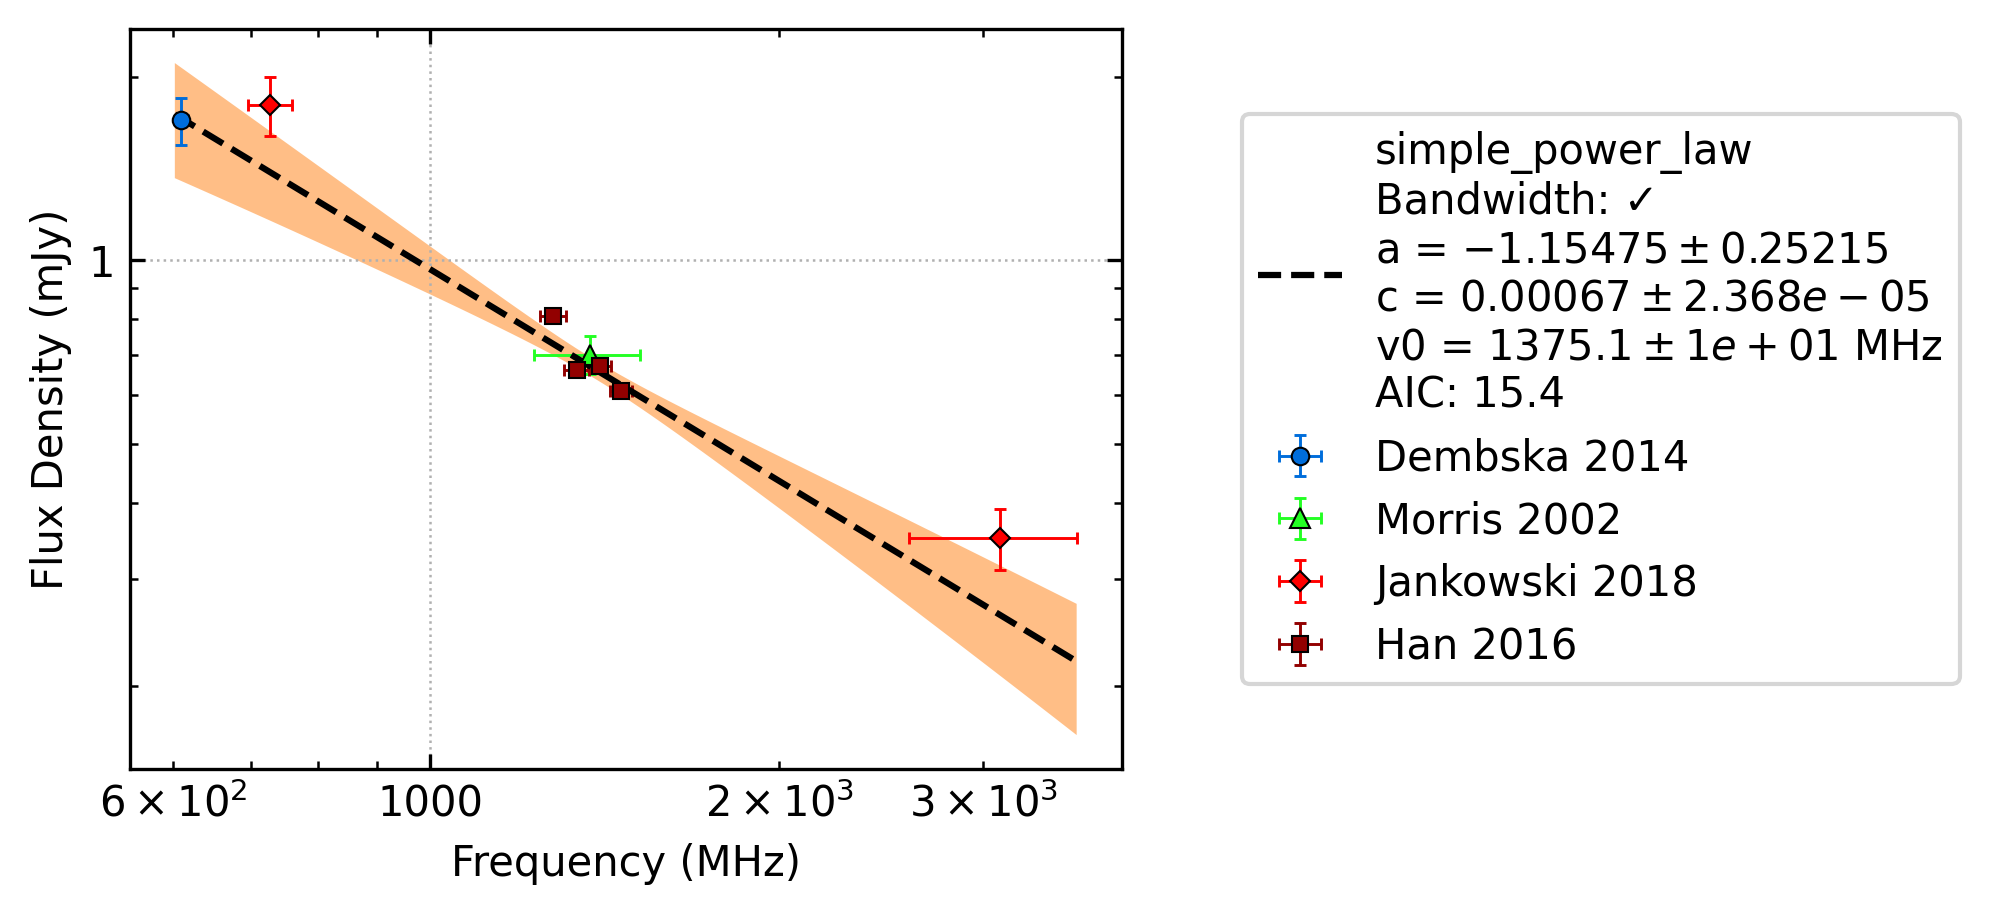 Flux Density (mJy)
1
6 × 10²
1000
2 × 10³
3 × 10³
Frequency (MHz)
simple_power_law
Bandwidth: ✓
a = −1.15475 ± 0.25215
c = 0.00067 ± 2.368e − 05
v0 = 1375.1 ± 1e + 01 MHz
AIC: 15.4
Dembska 2014
Morris 2002
Jankowski 2018
Han 2016